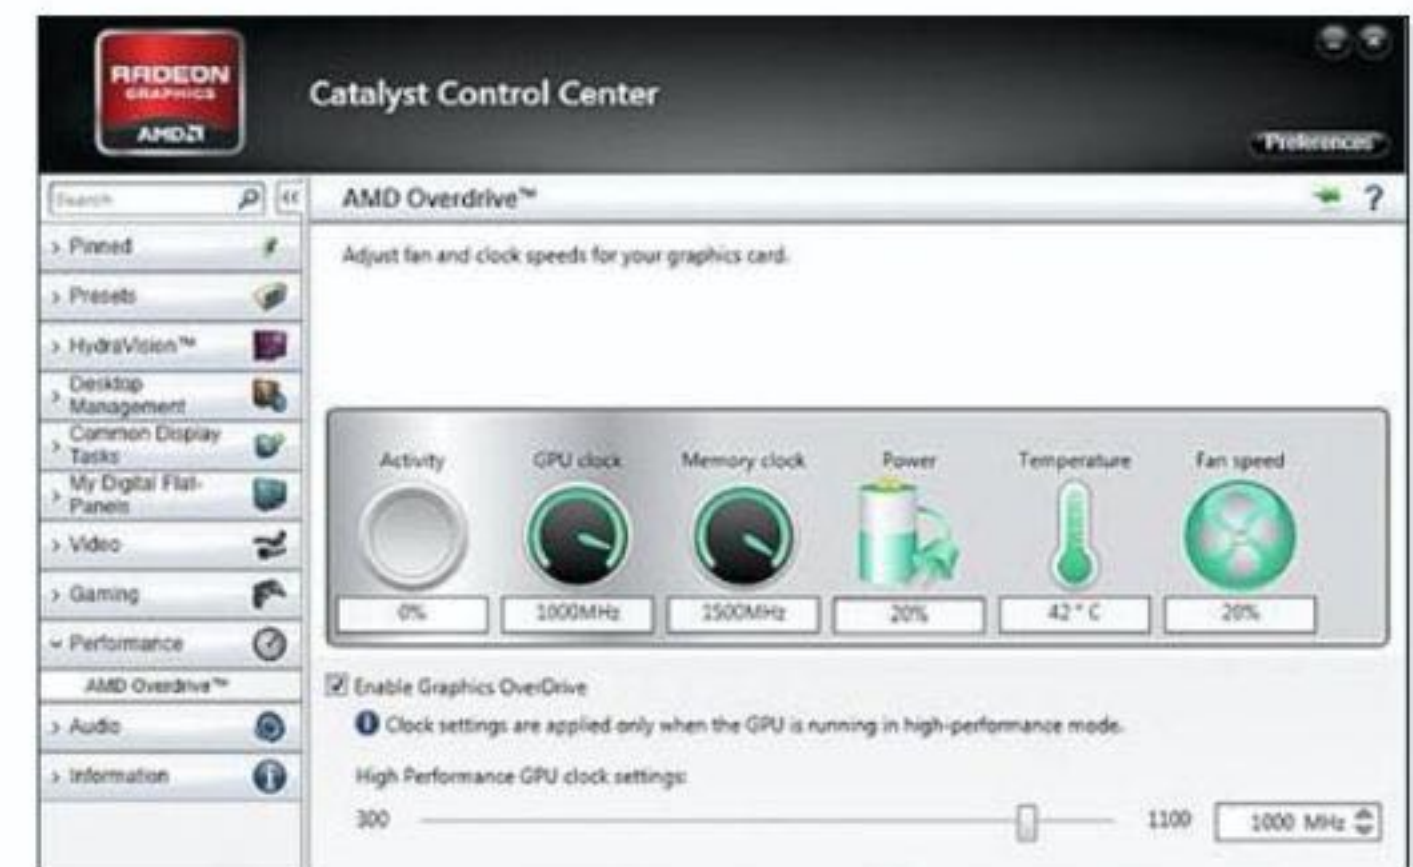 RADEON
GRAPHICS
AMD
Catalyst Control Center
Preferences
Search
<<
AMD Overdrive™
?
> Pinned
> Presets
> HydraVision™
> Desktop
Management
> Common Display
Tasks
> My Digital Flat-
Panels
> Video
> Gaming
Performance
AMD Overdrive™
> Audio
> Information
Adjust fan and clock speeds for your graphics card.
Activity
GPU clock
Memory clock
Power
Temperature
Fan speed
0%
1000MHz
1500MHz
20%
42 ° C
20%
Enable Graphics OverDrive
Clock settings are applied only when the GPU is running in high-performance mode.
High Performance GPU clock settings:
300
1100
1000 MHz